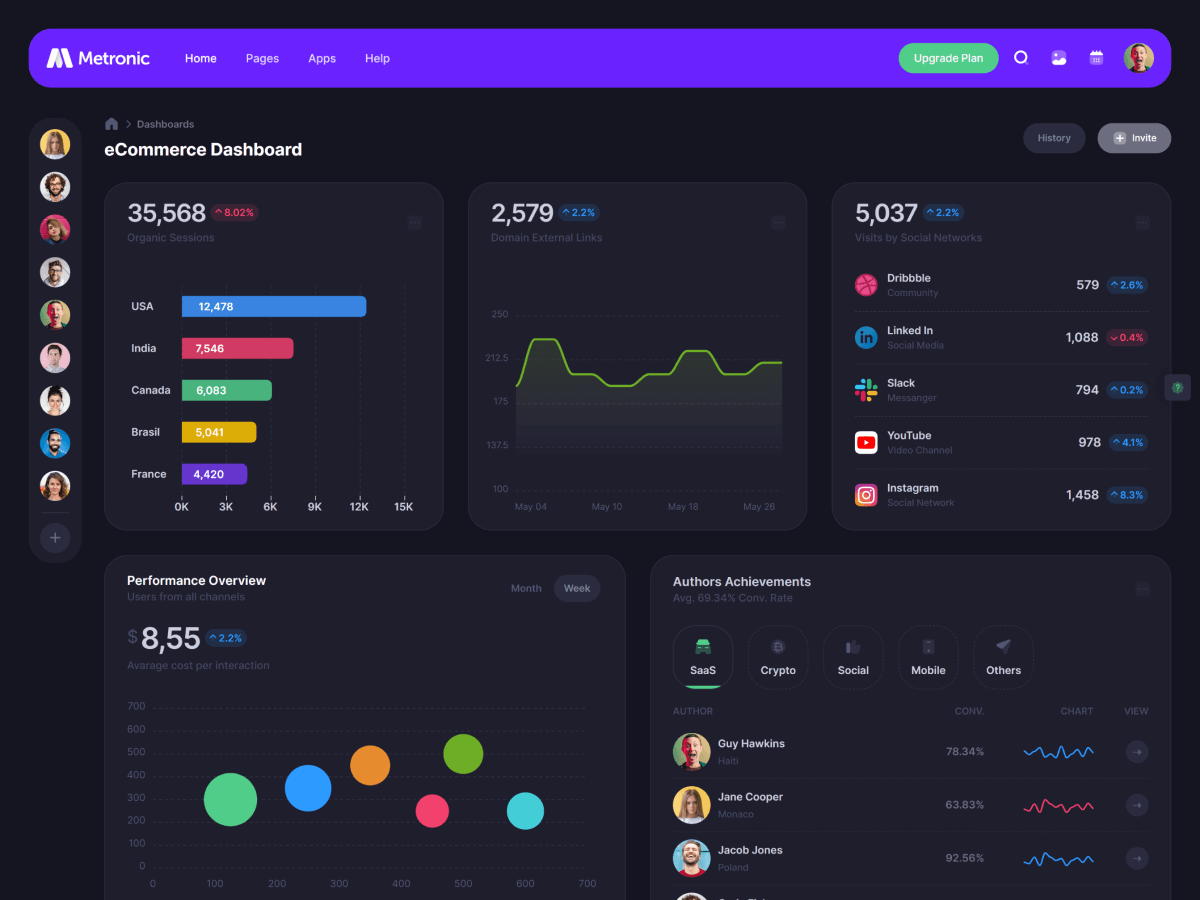 Metronic
Home Pages Apps Help
Upgrade Plan
Dashboards
eCommerce Dashboard
History
Invite
35,568 8.02%
Organic Sessions
USA 12,478
India 7,546
Canada 6,083
Brasil 5,041
France 4,420
0K 3K 6K 9K 12K 15K
2,579 2.2%
Domain External Links
250
212.5
175
137.5
100
May 04 May 10 May 18 May 26
5,037 2.2%
Visits by Social Networks
Dribbble 579 2.6%
Community
Linked In 1,088 0.4%
Social Media
Slack 794 0.2%
Messanger
YouTube 978 4.1%
Video Channel
Instagram 1,458 8.3%
Social Network
Performance Overview
Users from all channels
Month Week
$ 8,55 2.2%
Avarage cost per interaction
700
600
500
400
300
200
100
0
0 100 200 300 400 500 600 700
Authors Achievements
Avg. 69.34% Conv. Rate
SaaS Crypto Social Mobile Others
AUTHOR CONV. CHART VIEW
Guy Hawkins 78.34%
Haiti
Jane Cooper 63.83%
Monaco
Jacob Jones 92.56%
Poland